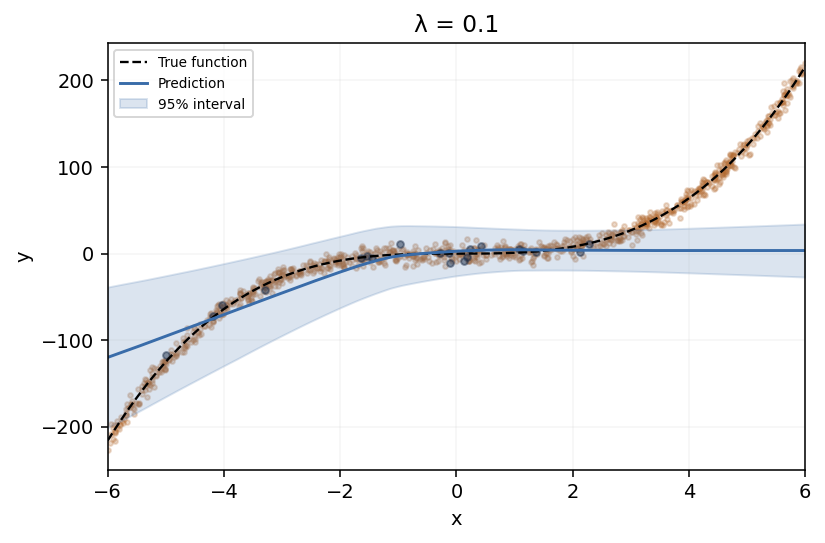 λ = 0.1
True function
Prediction
95% interval
200
100
0
−100
−200
y
−6 −4 −2 0 2 4 6
x